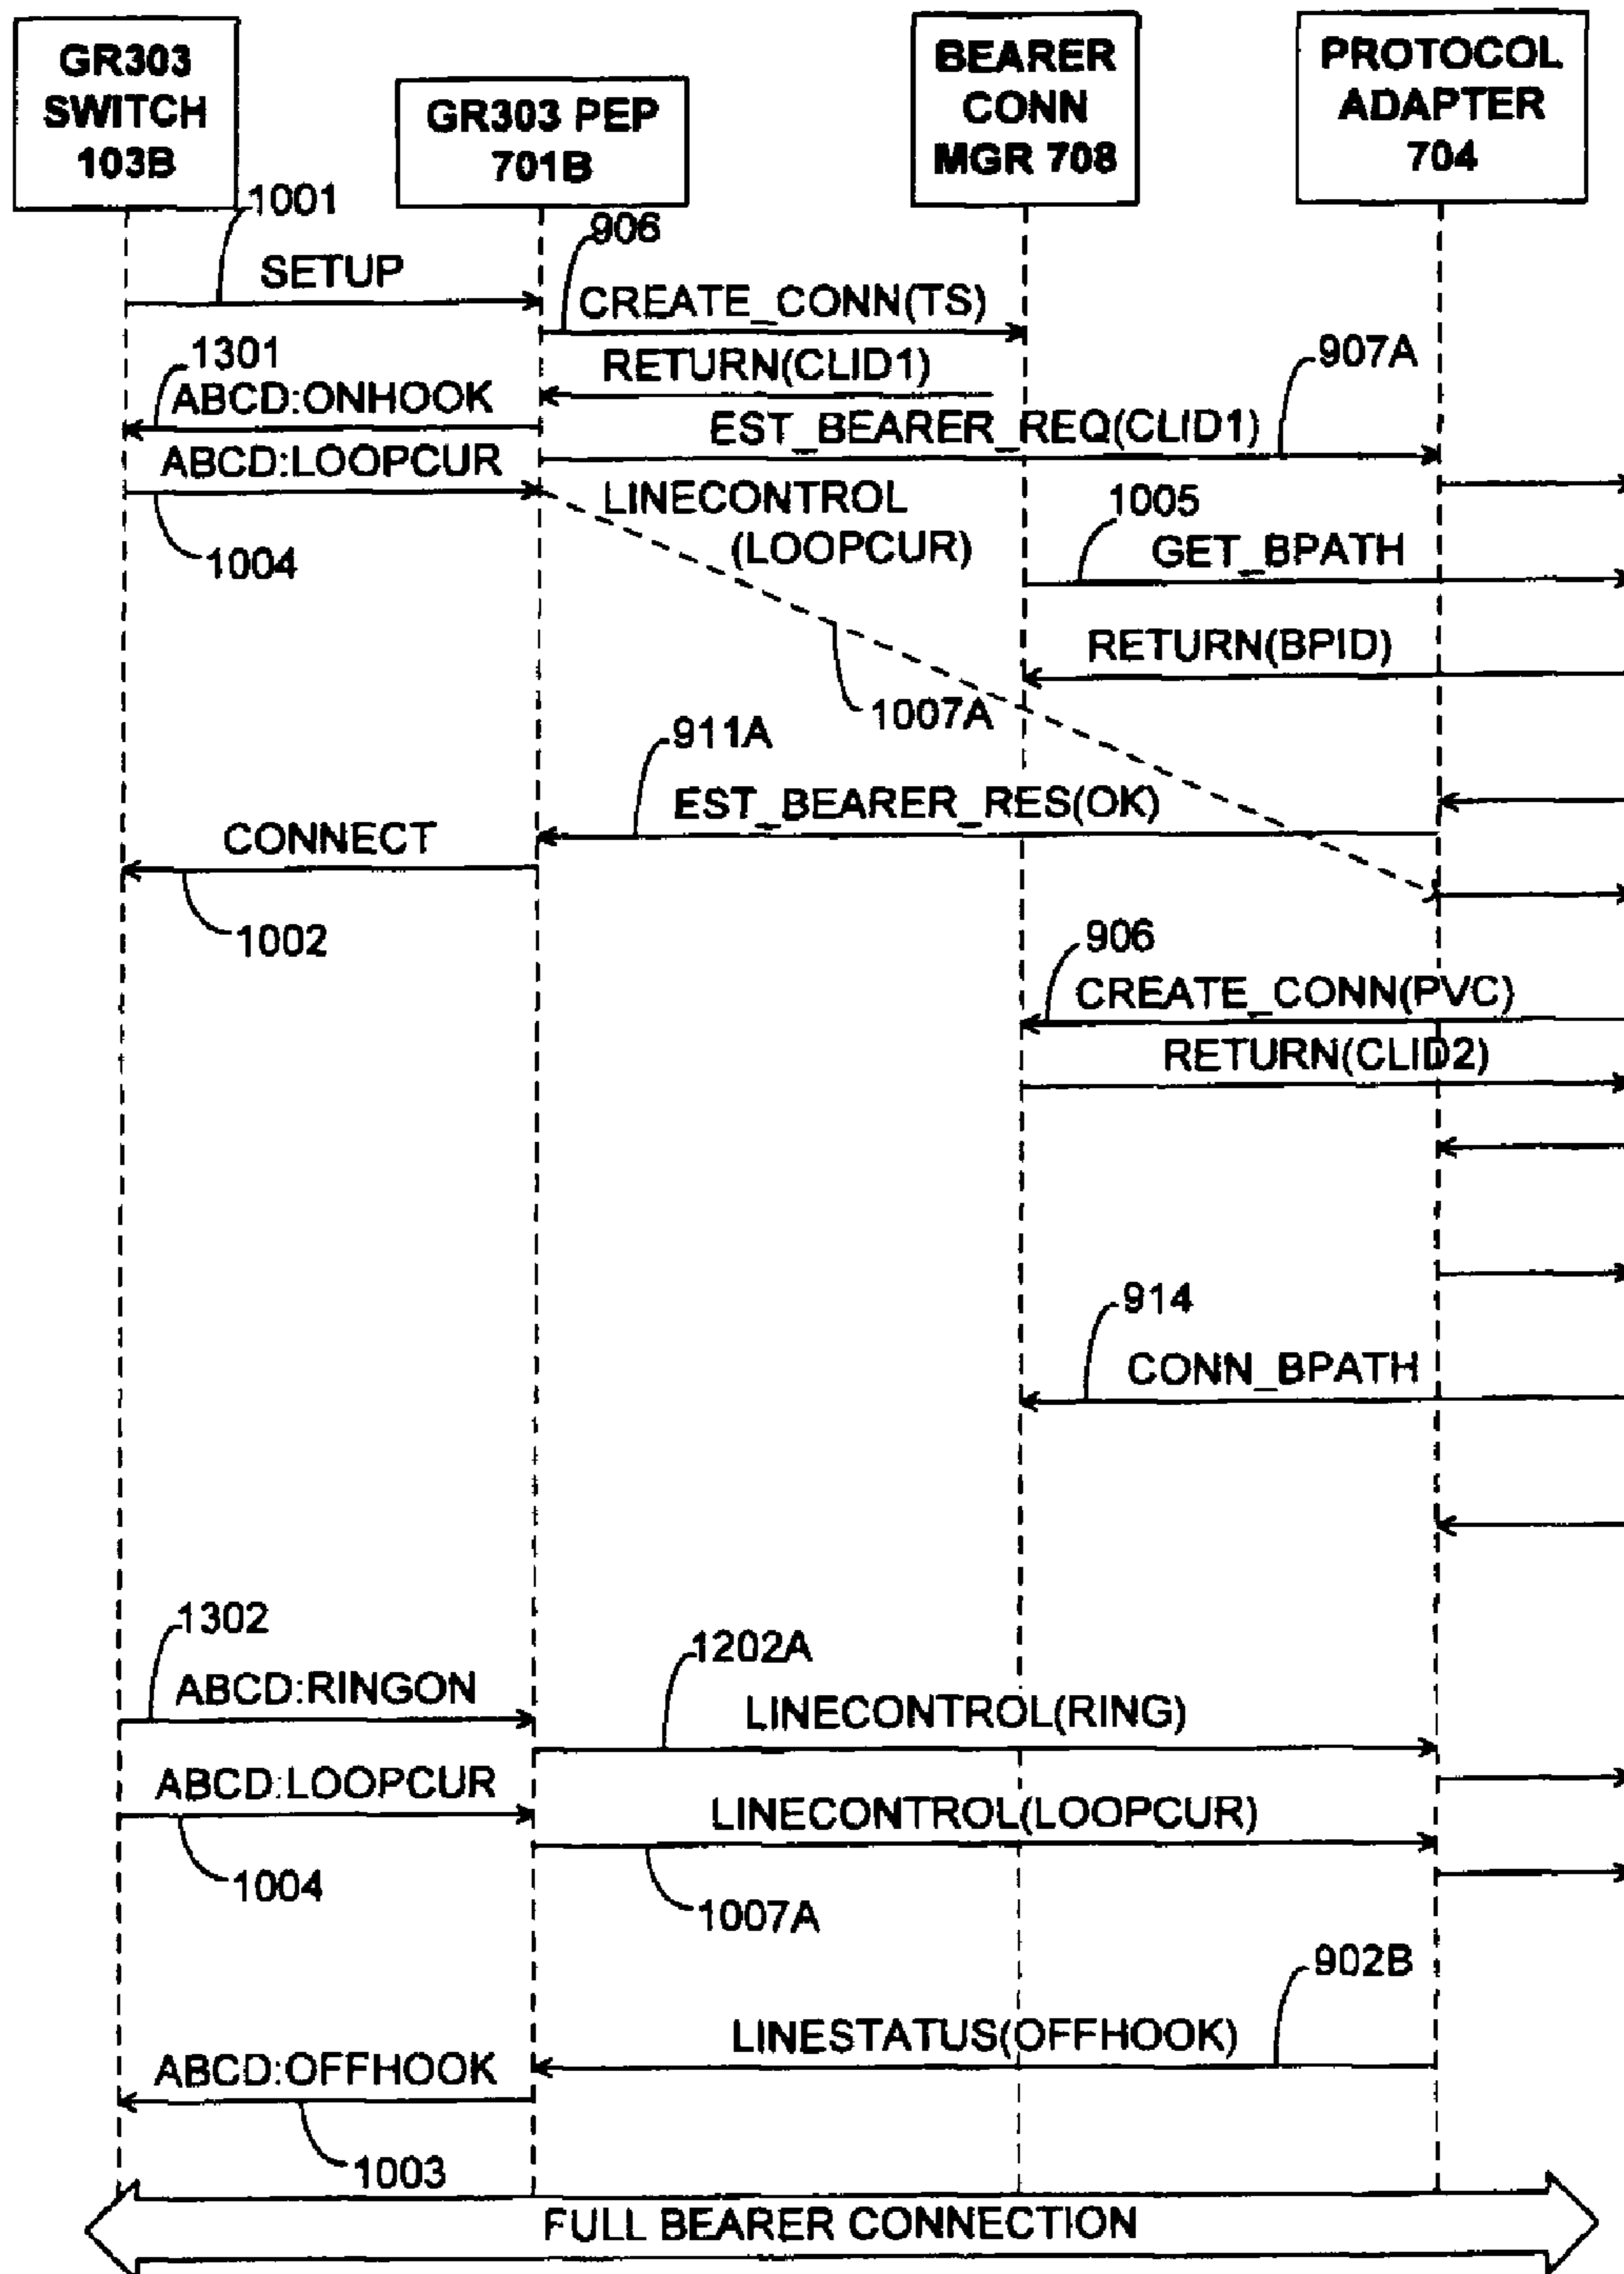 GR303
SWITCH
103B
GR303 PEP
701B
BEARER
CONN
MGR 708
PROTOCOL
ADAPTER
704
1001
SETUP
906
CREATE_CONN(TS)
1301
RETURN(CLID1)
907A
ABCD:ONHOOK
EST_BEARER_REQ(CLID1)
ABCD:LOOPCUR
1004
LINECONTROL
(LOOPCUR)
1005
GET_BPATH
RETURN(BPID)
1007A
911A
EST_BEARER_RES(OK)
CONNECT
1002
906
CREATE_CONN(PVC)
RETURN(CLID2)
914
CONN_BPATH
1302
ABCD:RINGON
1202A
LINECONTROL(RING)
ABCD:LOOPCUR
1004
LINECONTROL(LOOPCUR)
1007A
902B
LINESTATUS(OFFHOOK)
ABCD:OFFHOOK
1003
FULL BEARER CONNECTION